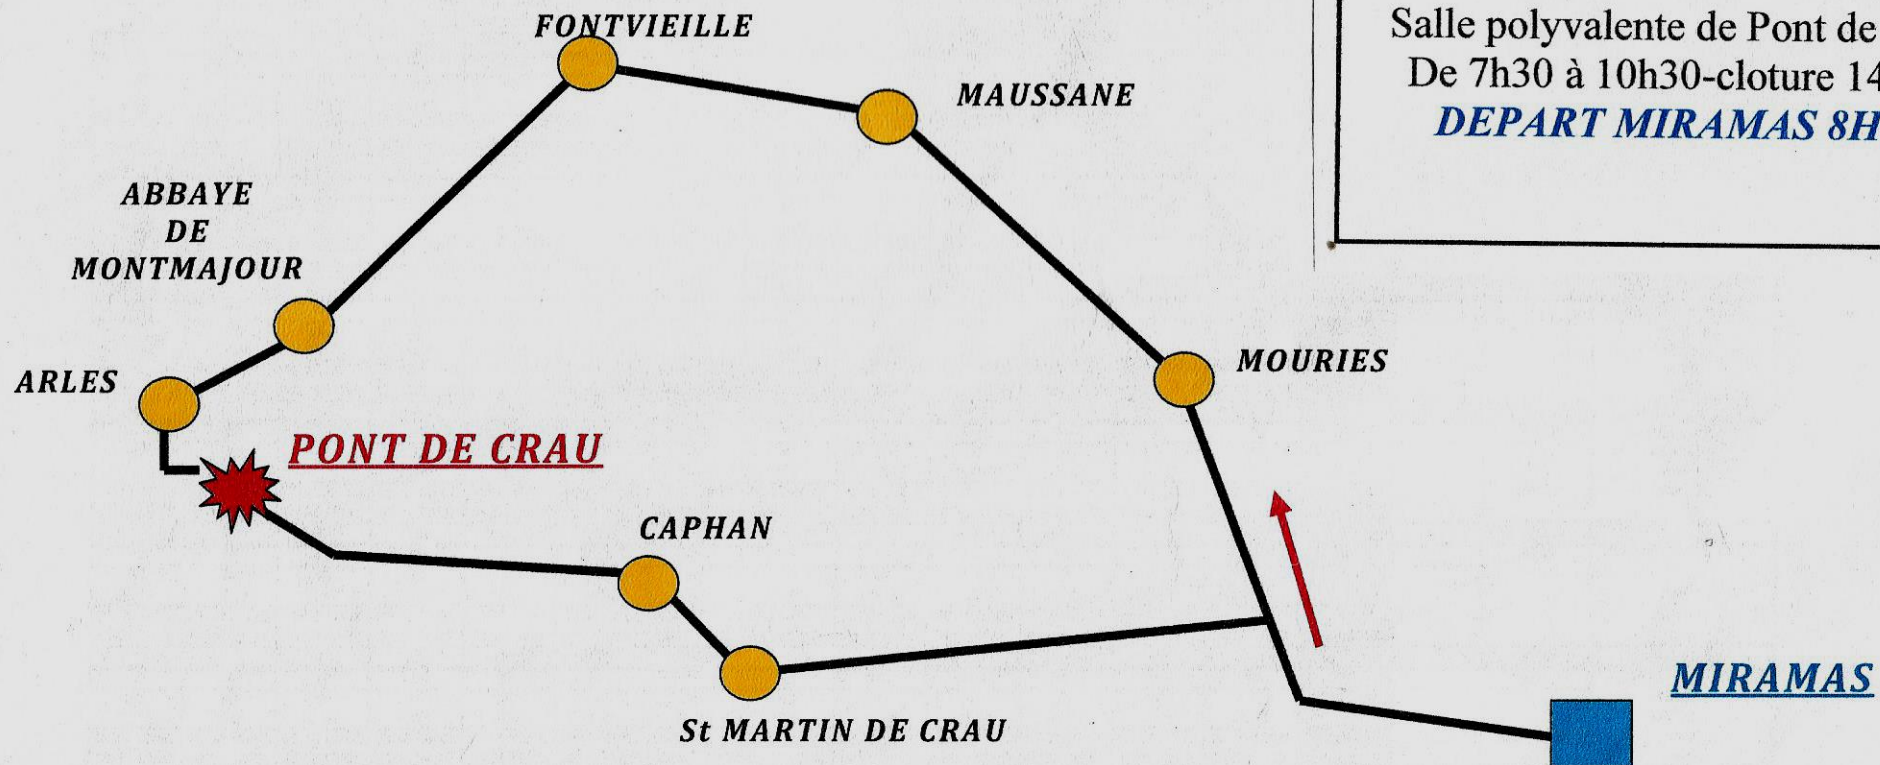 FONTVIEILLE
Salle polyvalente de Pont de
De 7h30 à 10h30-cloture 14
DEPART MIRAMAS 8H
MAUSSANE
ABBAYE
DE
MONTMAJOUR
MOURIES
ARLES
PONT DE CRAU
CAPHAN
MIRAMAS
St MARTIN DE CRAU